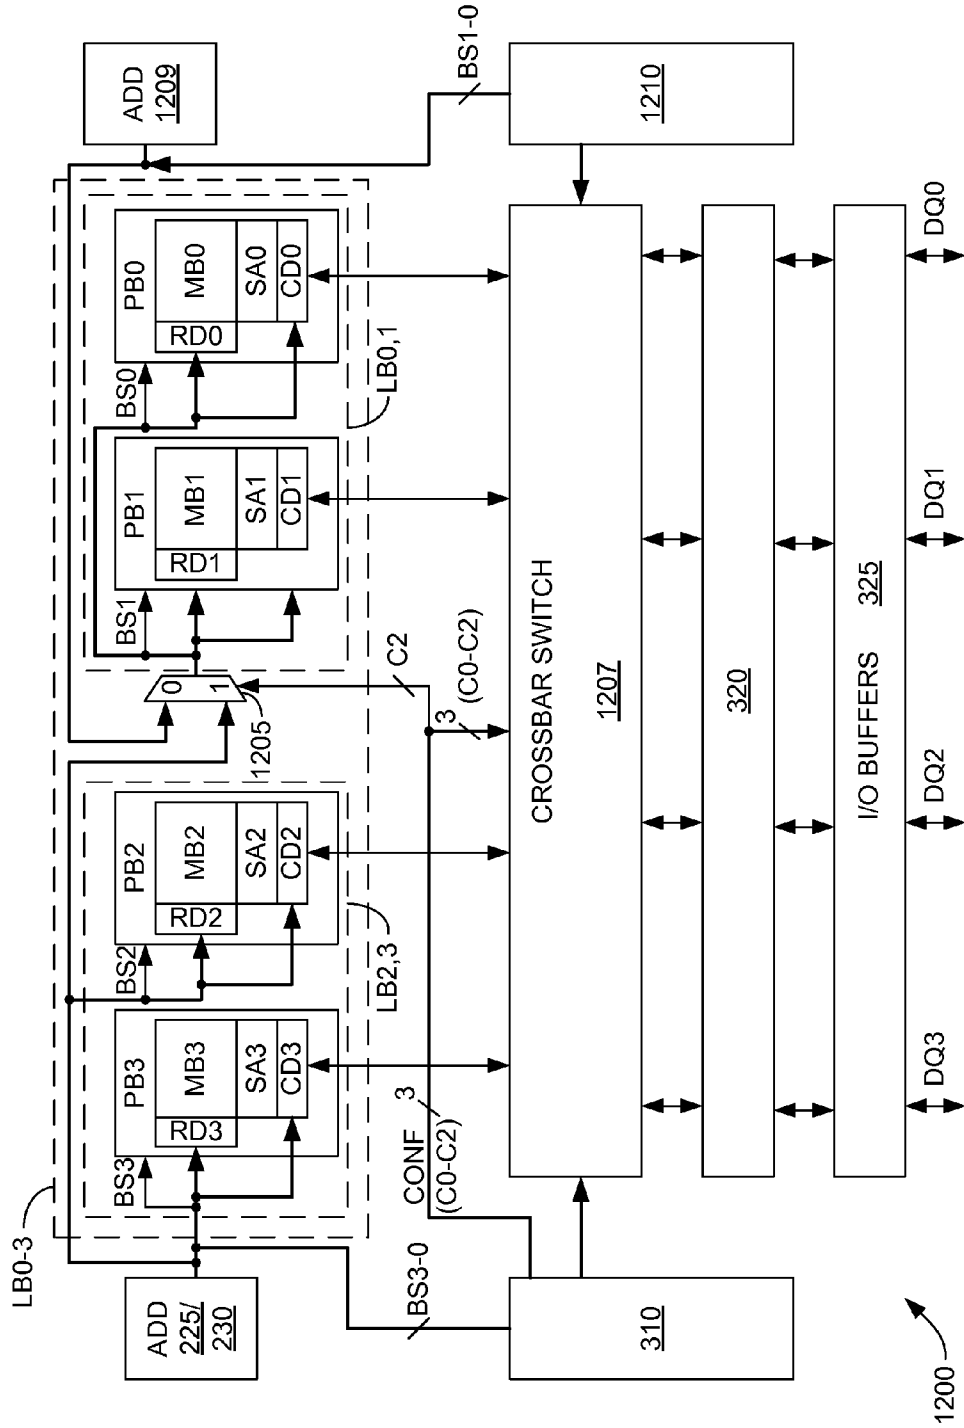 LB0-3
ADD
225/
230
BS3
PB3
RD3
MB3
SA3
CD3
BS2
PB2
RD2
MB2
SA2
CD2
LB2,3
0
1
1205
BS1
PB1
RD1
MB1
SA1
CD1
BS0
PB0
RD0
MB0
SA0
CD0
LB0,1
ADD
1209
BS3-0
CONF
(C0-C2)
3
C2
3
(C0-C2)
BS1-0
310
CROSSBAR SWITCH
1207
1210
320
I/O BUFFERS
325
DQ3
DQ2
DQ1
DQ0
1200